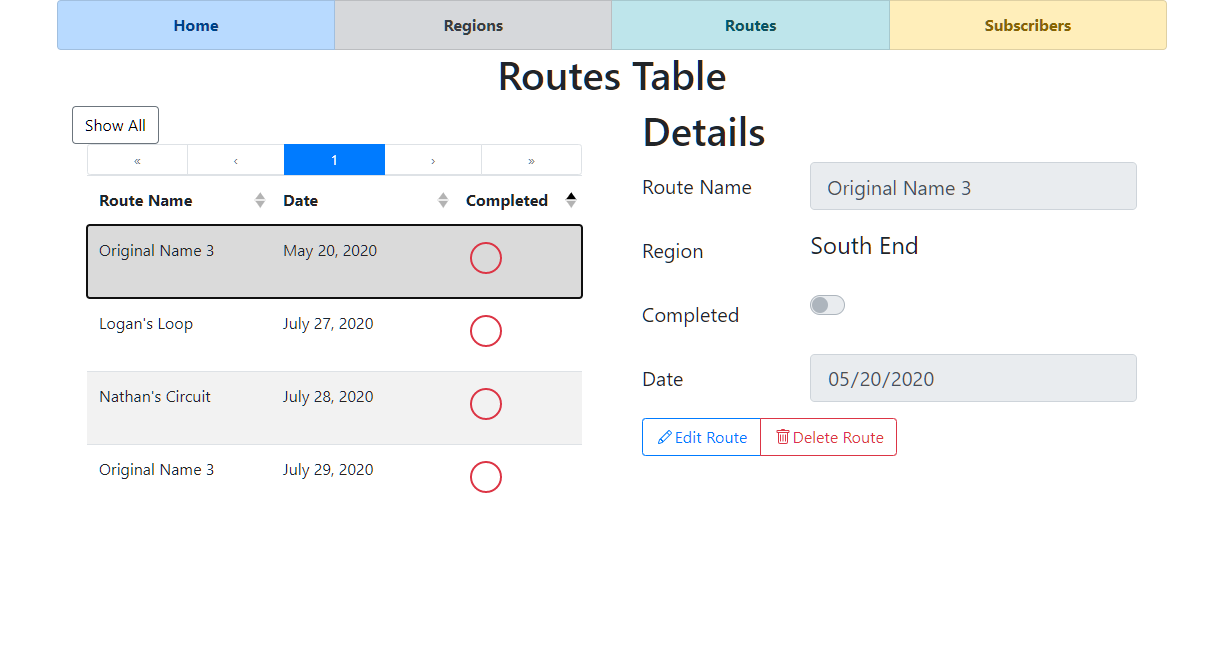 Home Regions Routes Subscribers
Routes Table
Show All
« ‹ 1 › »
Route Name Date Completed
Original Name 3 May 20, 2020
Logan's Loop July 27, 2020
Nathan's Circuit July 28, 2020
Original Name 3 July 29, 2020
Details
Route Name Original Name 3
Region South End
Completed
Date 05/20/2020
Edit Route Delete Route